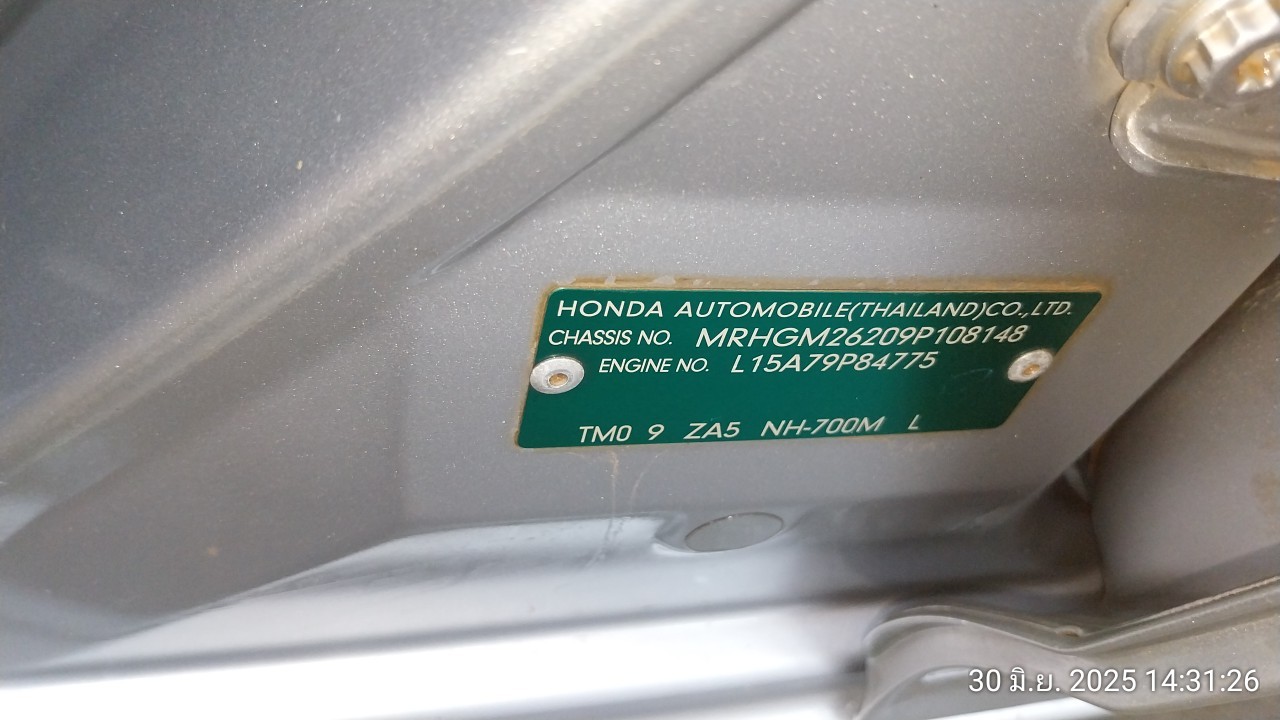 HONDA AUTOMOBILE(THAILAND)CO.,LTD.
CHASSIS NO. MRHGM26209P108148
ENGINE NO. L15A79P84775
TM0 9 ZA5 NH-700M L
30 มิ.ย. 2025 14:31:26